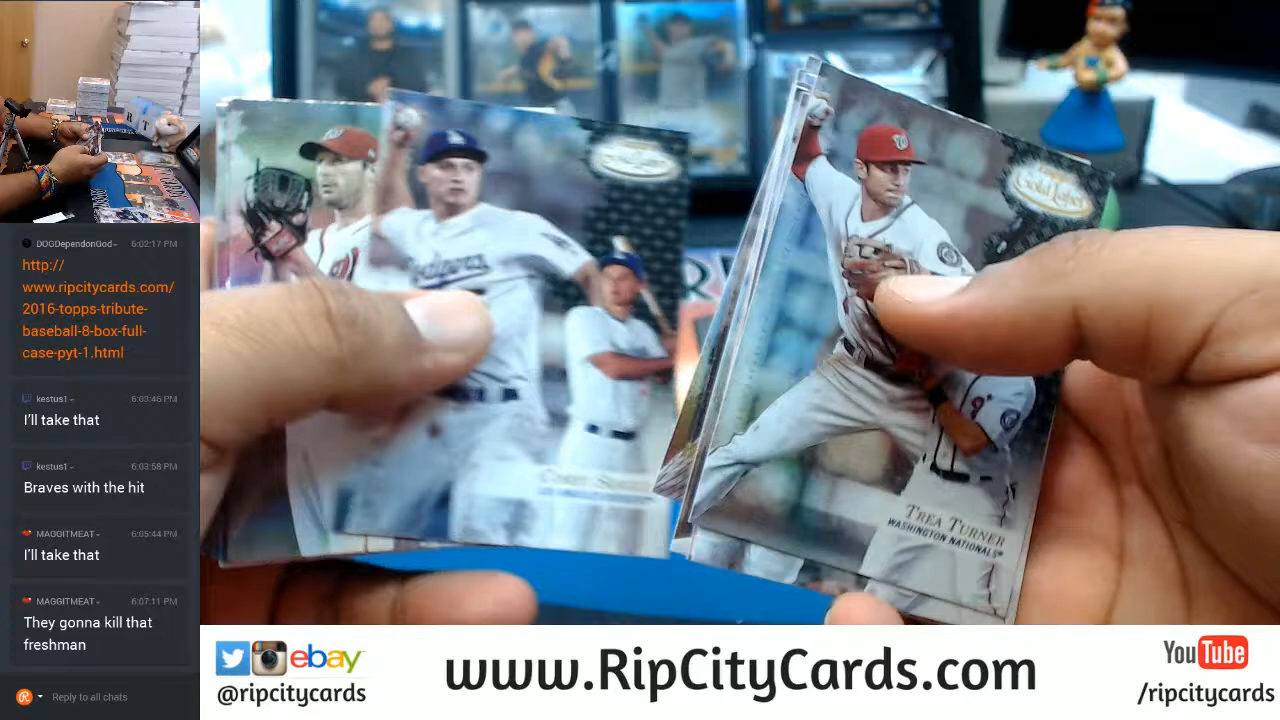 DOGDependonGod
6:02:17 PM
http://
www.ripcitycards.com/
2016-topps-tribute-
baseball-8-box-full-
case-pyt-1.html
kestus1
6:03:46 PM
I'll take that
kestus1
6:03:58 PM
Braves with the hit
MAGGITMEAT
6:05:44 PM
I'll take that
MAGGITMEAT
6:07:11 PM
They gonna kill that
freshman
Reply to all chats
Dodgers
Topps
Gold Label
TREA TURNER
WASHINGTON NATIONALS
ebay
@ripcitycards
www.RipCityCards.com
YouTube
/ripcitycards